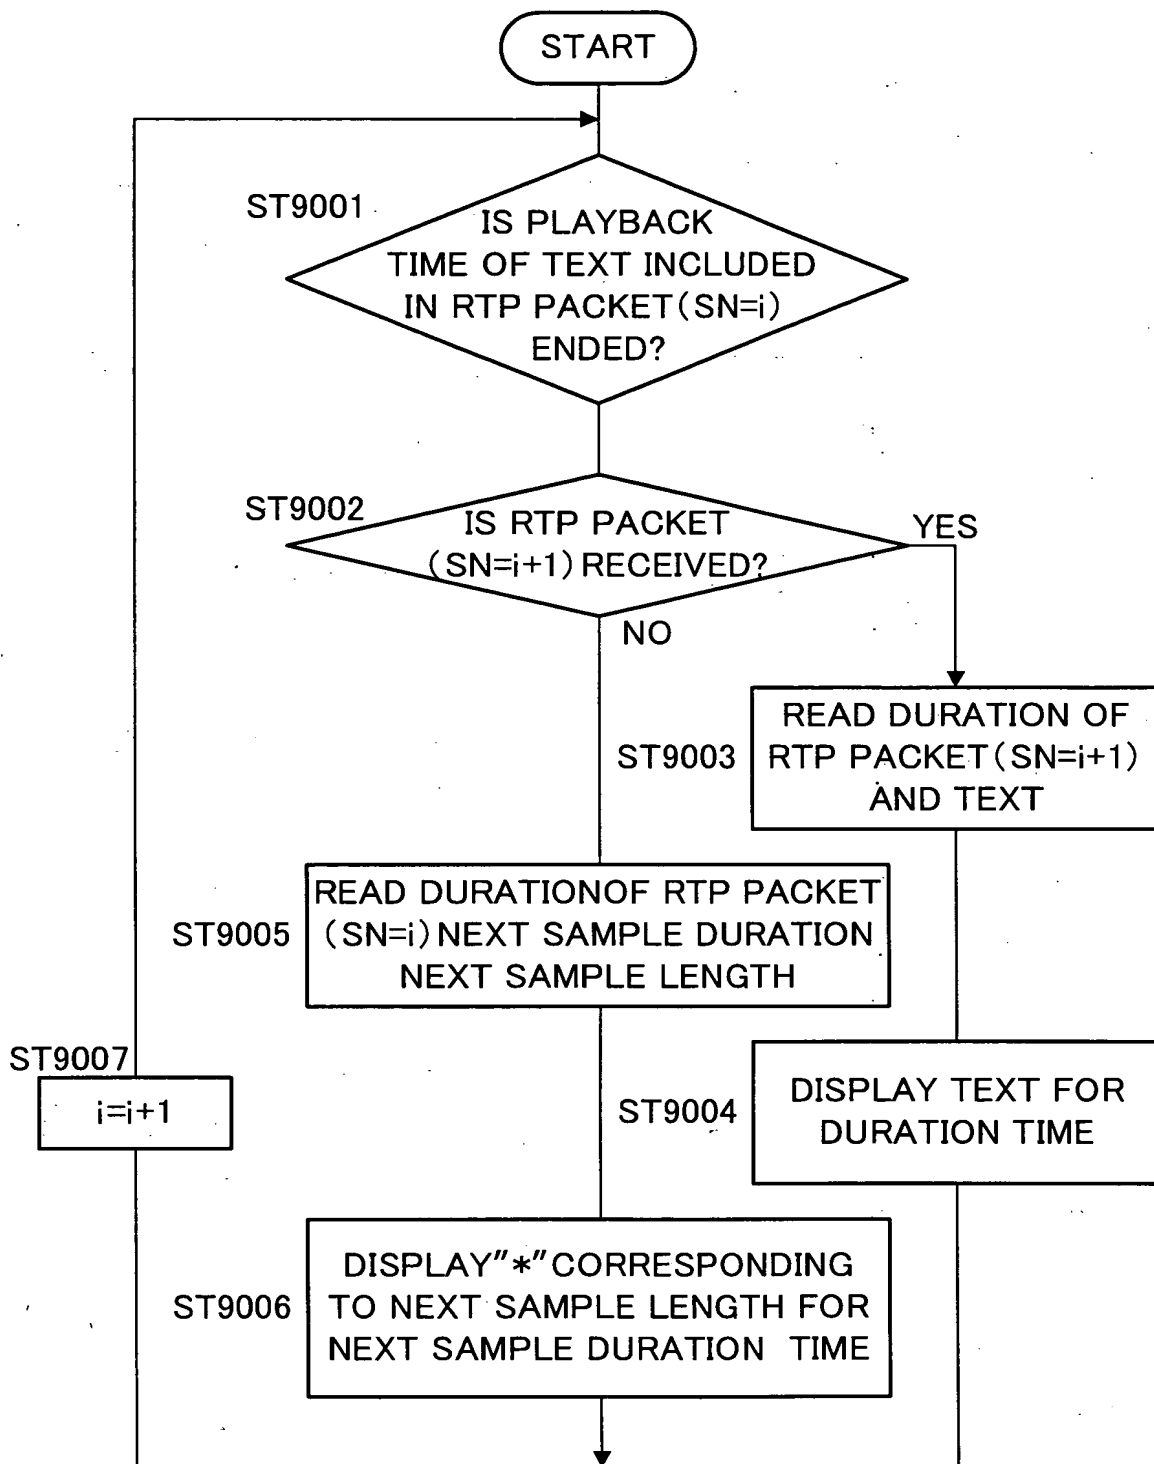 START
ST9001
IS PLAYBACK
TIME OF TEXT INCLUDED
IN RTP PACKET(SN=i)
ENDED?
ST9002
IS RTP PACKET
(SN=i+1)RECEIVED?
YES
NO
ST9003
READ DURATION OF
RTP PACKET(SN=i+1)
AND TEXT
ST9005
READ DURATIONOF RTP PACKET
(SN=i)NEXT SAMPLE DURATION
NEXT SAMPLE LENGTH
ST9007
i=i+1
ST9004
DISPLAY TEXT FOR
DURATION TIME
ST9006
DISPLAY"*"CORRESPONDING
TO NEXT SAMPLE LENGTH FOR
NEXT SAMPLE DURATION TIME